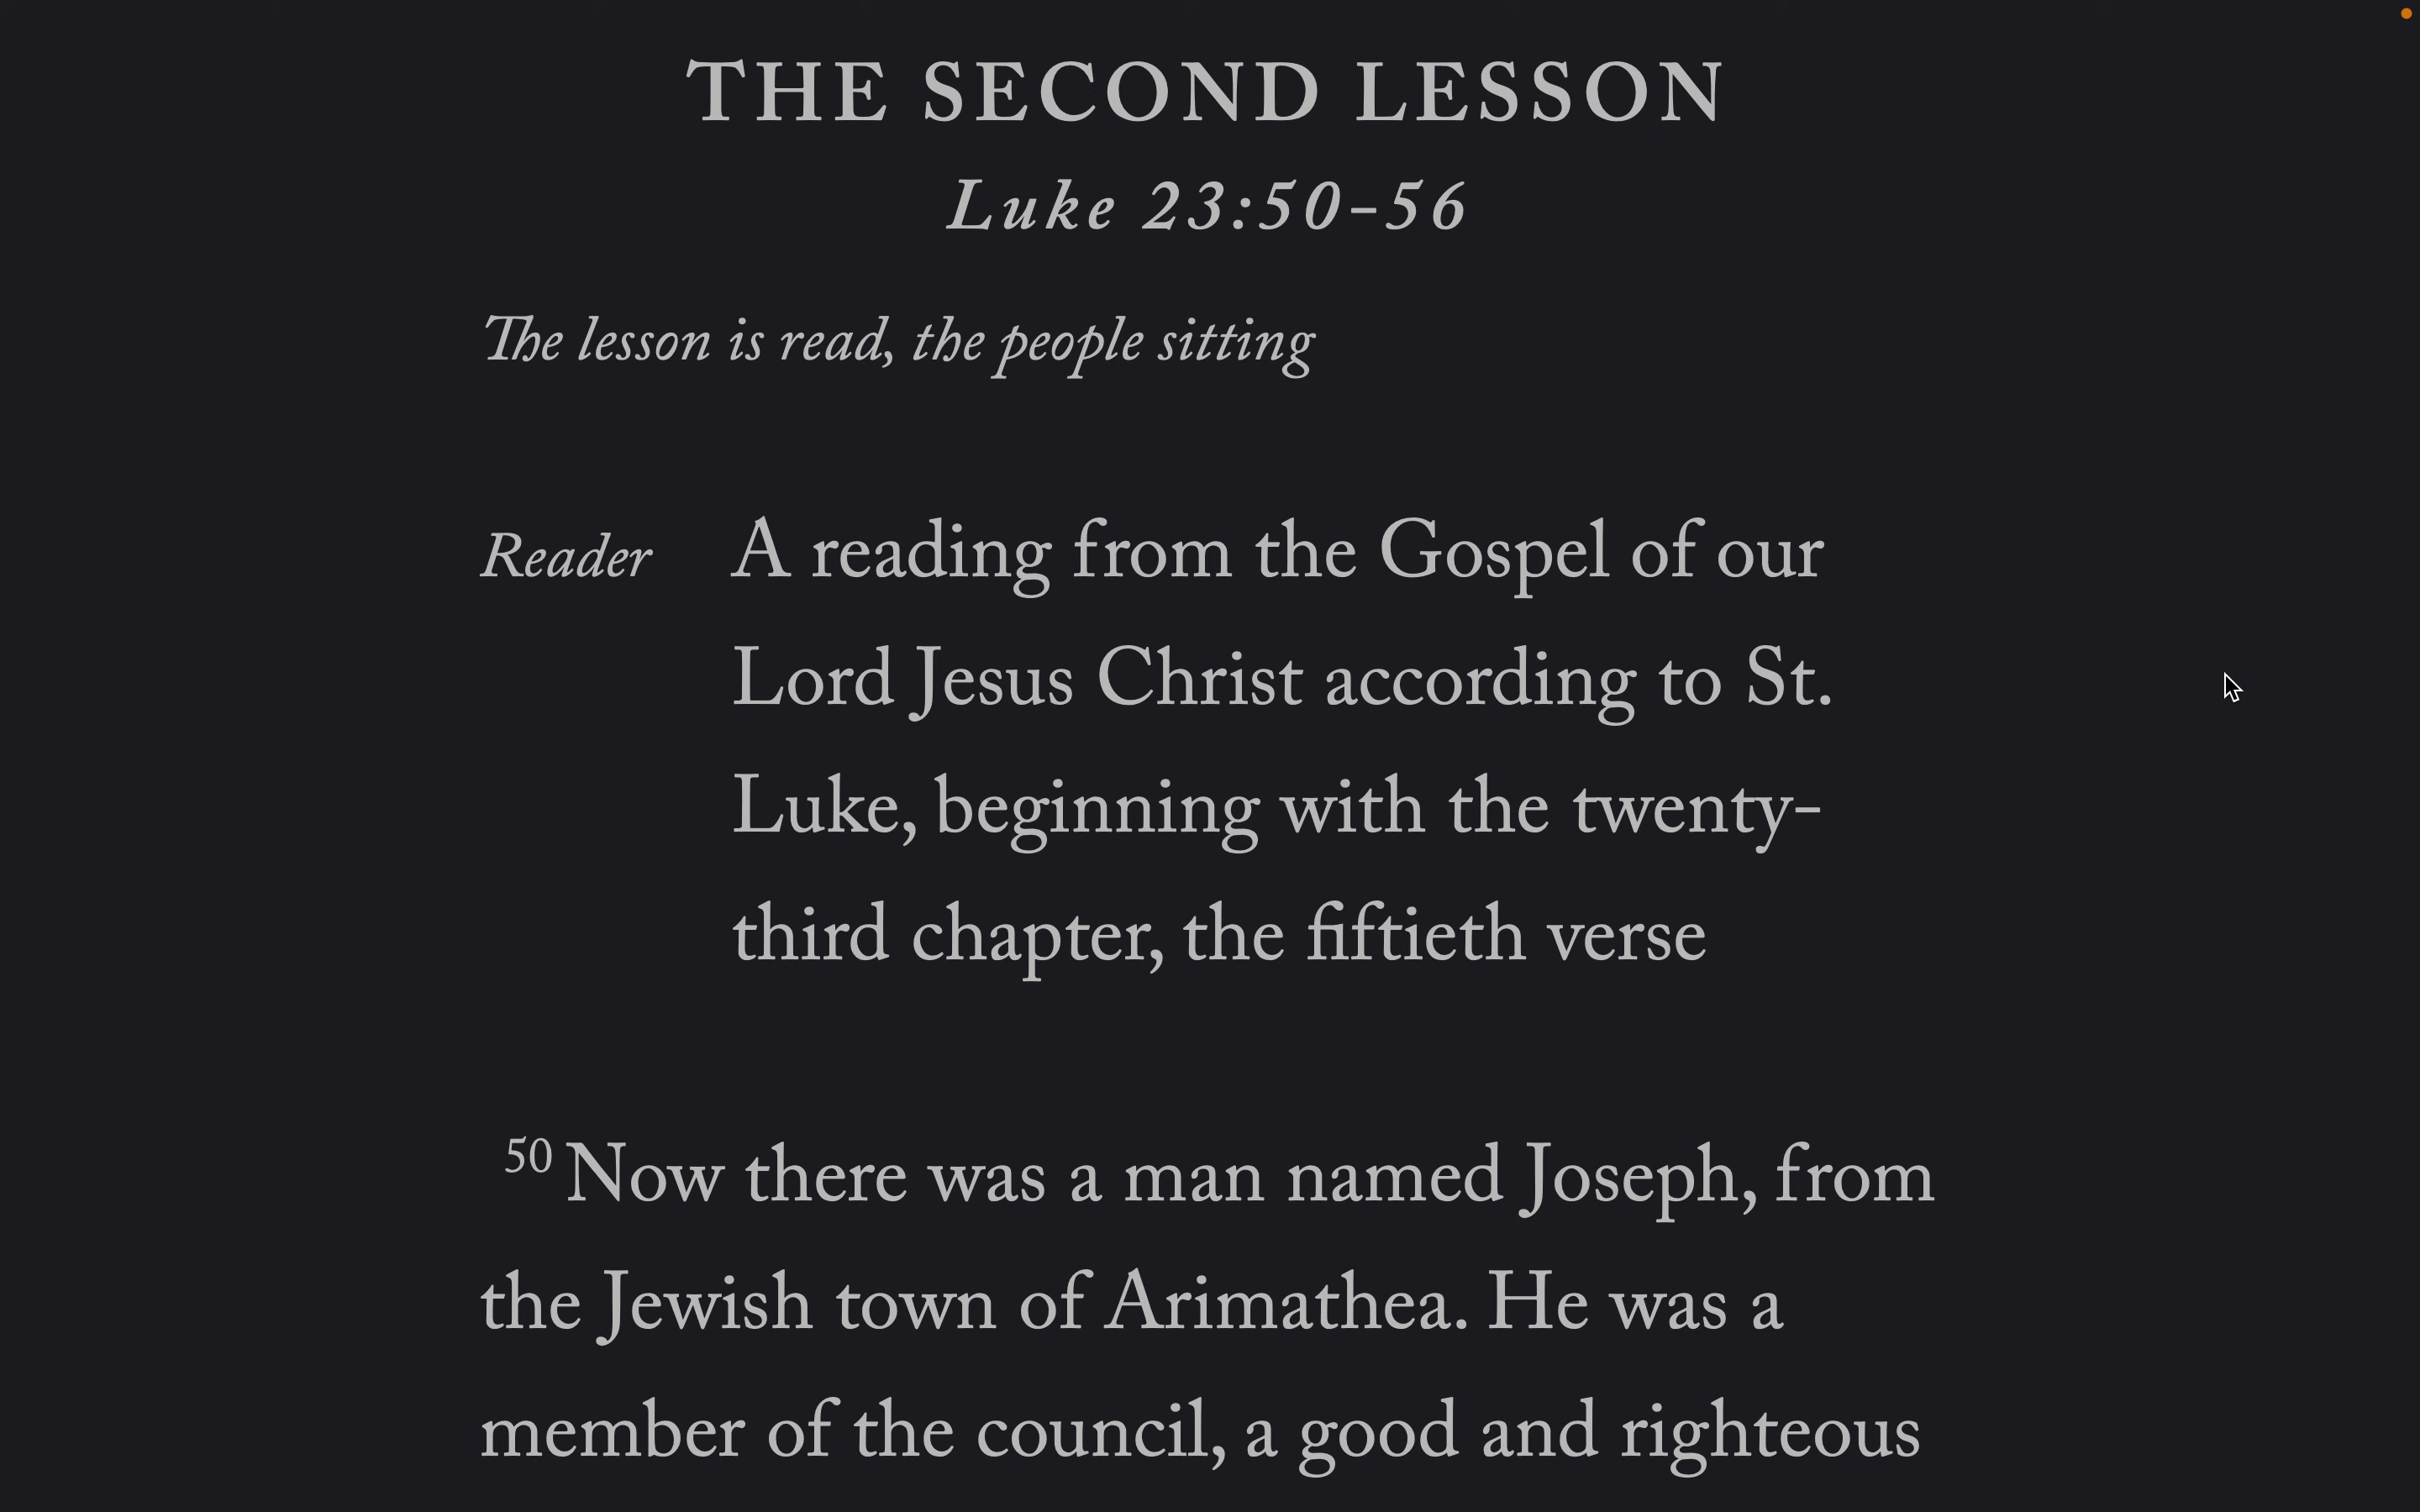 THE SECOND LESSON
Luke 23:50–56
The lesson is read, the people sitting
Reader A reading from the Gospel of our
Lord Jesus Christ according to St.
Luke, beginning with the twenty-
third chapter, the fiftieth verse
50 Now there was a man named Joseph, from
the Jewish town of Arimathea. He was a
member of the council, a good and righteous